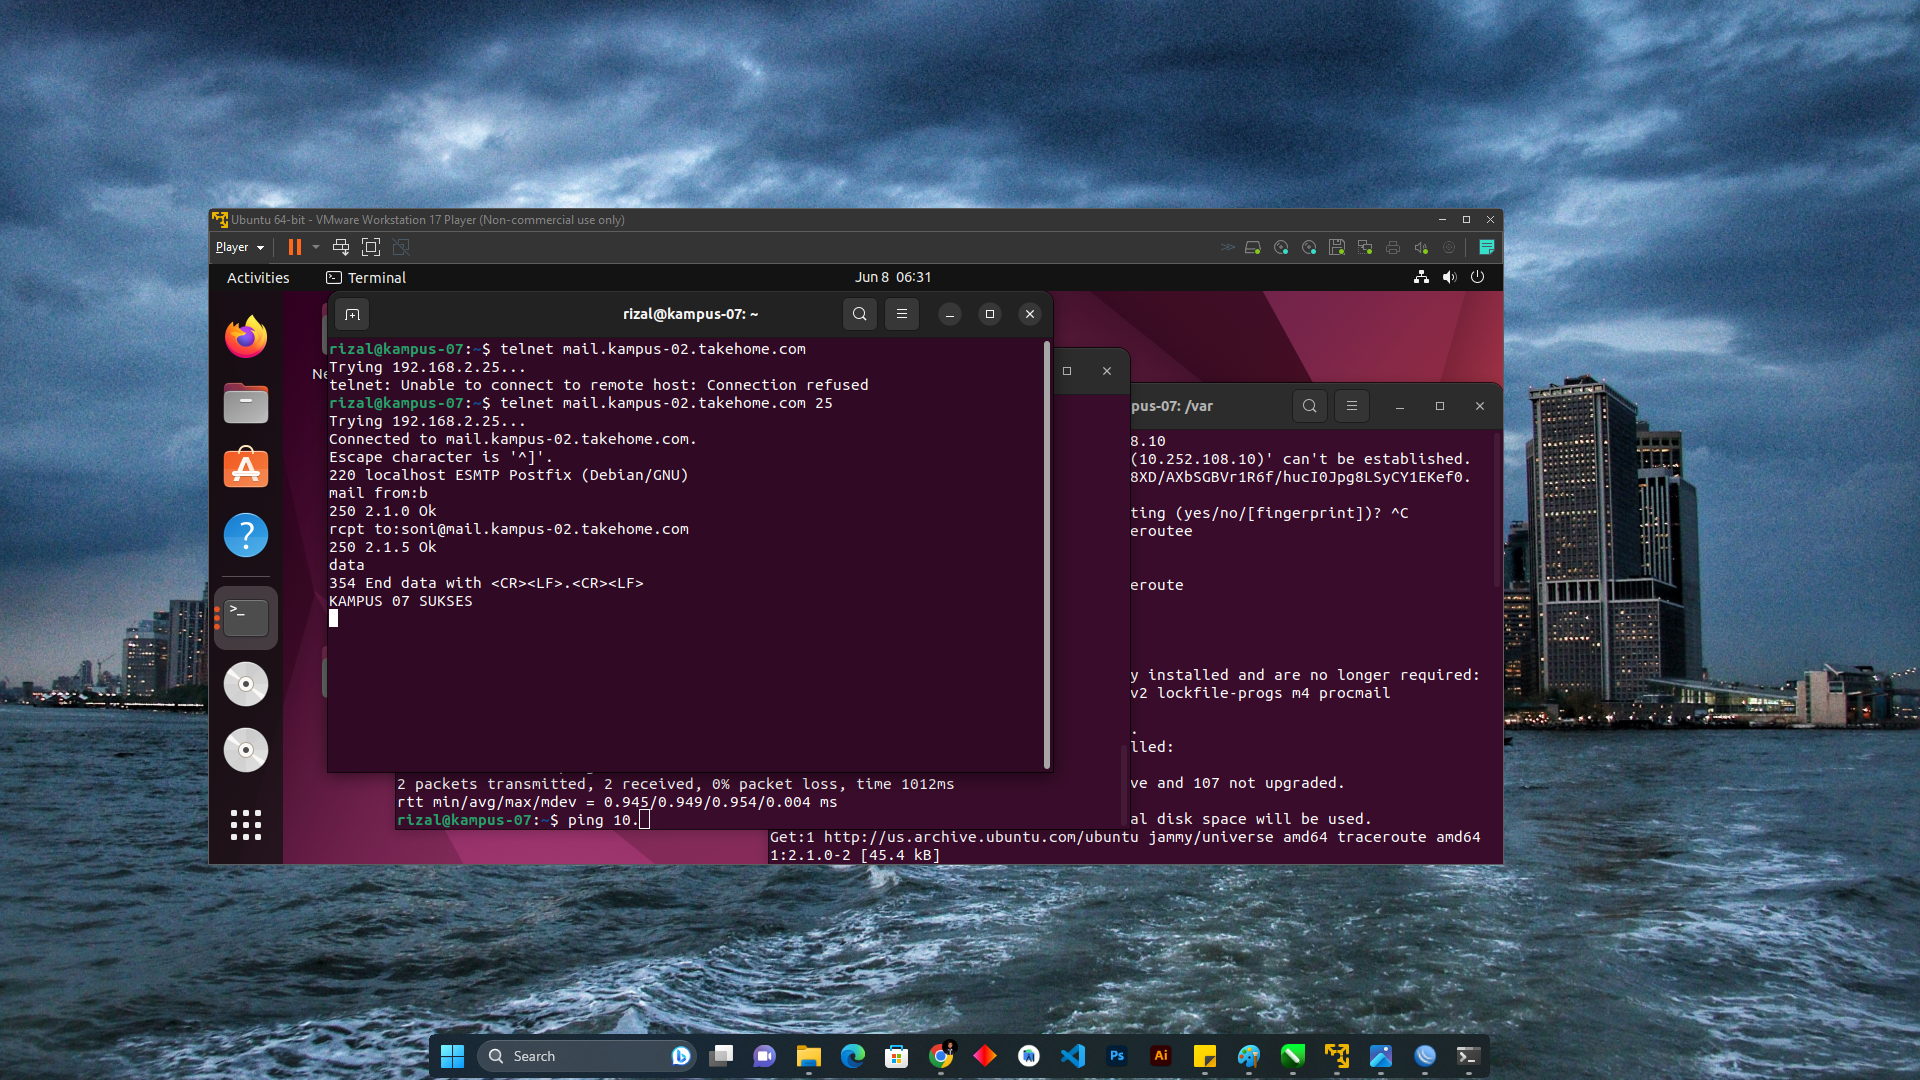 Ubuntu 64-bit - VMware Workstation 17 Player (Non-commercial use only)
Player
Activities
Terminal
Jun 8 06:31
rizal@kampus-07: ~
rizal@kampus-07:~$ telnet mail.kampus-02.takehome.com
Trying 192.168.2.25...
telnet: Unable to connect to remote host: Connection refused
rizal@kampus-07:~$ telnet mail.kampus-02.takehome.com 25
Trying 192.168.2.25...
Connected to mail.kampus-02.takehome.com.
Escape character is '^]'.
220 localhost ESMTP Postfix (Debian/GNU)
mail from:b
250 2.1.0 Ok
rcpt to:soni@mail.kampus-02.takehome.com
250 2.1.5 Ok
data
354 End data with <CR><LF>.<CR><LF>
KAMPUS 07 SUKSES
Ne
2 packets transmitted, 2 received, 0% packet loss, time 1012ms
rtt min/avg/max/mdev = 0.945/0.949/0.954/0.004 ms
rizal@kampus-07:~$ ping 10.
pus-07: /var
8.10
(10.252.108.10)' can't be established.
8XD/AXbSGBVr1R6f/hucI0Jpg8LSyCY1EKef0.
ting (yes/no/[fingerprint])? ^C
eroutee
eroute
y installed and are no longer required:
v2 lockfile-progs m4 procmail
.
lled:
ve and 107 not upgraded.
al disk space will be used.
Get:1 http://us.archive.ubuntu.com/ubuntu jammy/universe amd64 traceroute amd64
1:2.1.0-2 [45.4 kB]
Search
Ps
Ai